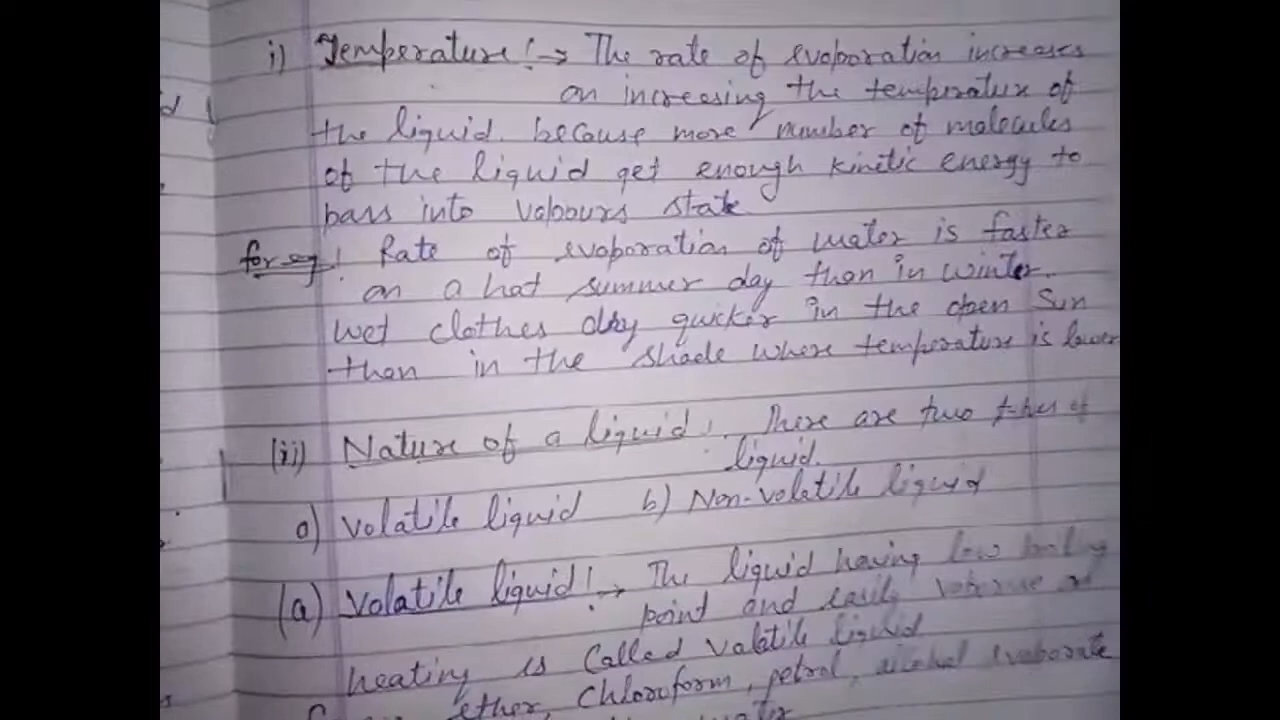 i) Temperature :→ The rate of evaporation increases
on increasing the temperature of
the liquid. because more number of molecules
of the liquid get enough kinetic energy to
pass into vapours state
for eg: Rate of evaporation of water is faster
on a hot summer day than in winter.
wet clothes dry quicker in the open Sun
than in the shade where temperature is lower
(ii) Nature of a liquid: There are two types of
liquid.
a) Volatile liquid b) Non-volatile liquid
(a) Volatile liquid :→ The liquid having low boiling
point and easily vaporise on
heating is called Volatile liquid
ether, Chloroform, petrol, alcohol evaporate
water